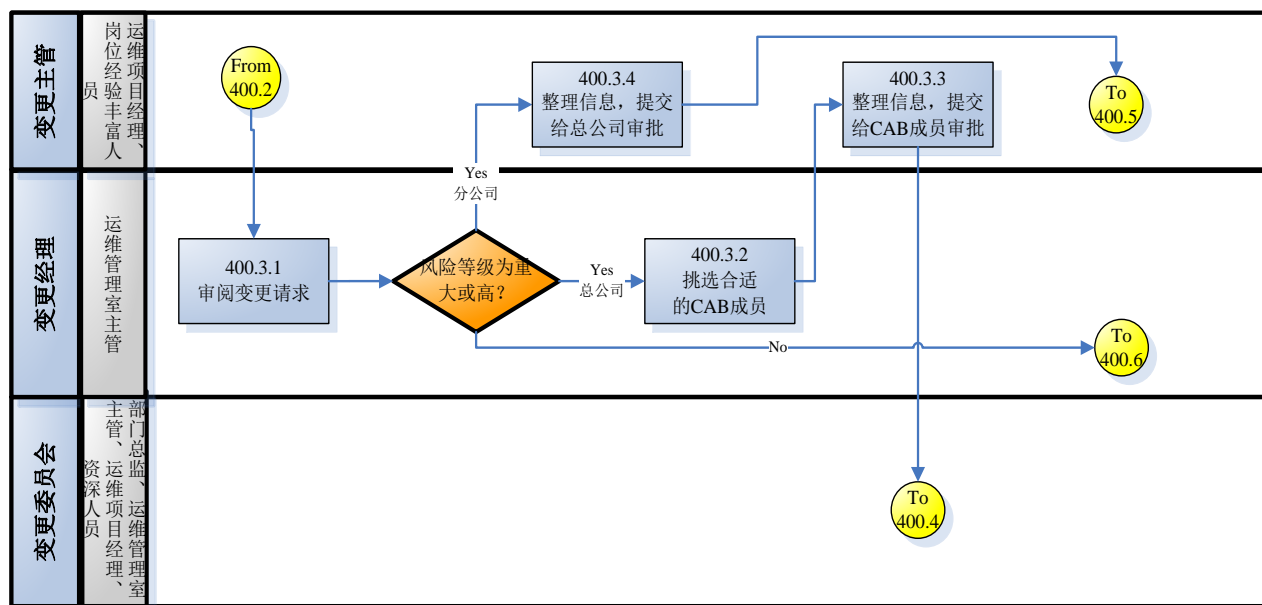 变更主管
运维项目经理、
岗位经验丰富人
员
From
400.2
400.3.4
整理信息，提交
给总公司审批
400.3.3
整理信息，提交
给CAB成员审批
To
400.5
变更经理
运维管理室主管
400.3.1
审阅变更请求
Yes
分公司
风险等级为重
大或高?
Yes
总公司
400.3.2
挑选合适
的CAB成员
No
To
400.6
变更委员会
部门总监、运维管理室
主管、运维项目经理、
资深人员
To
400.4